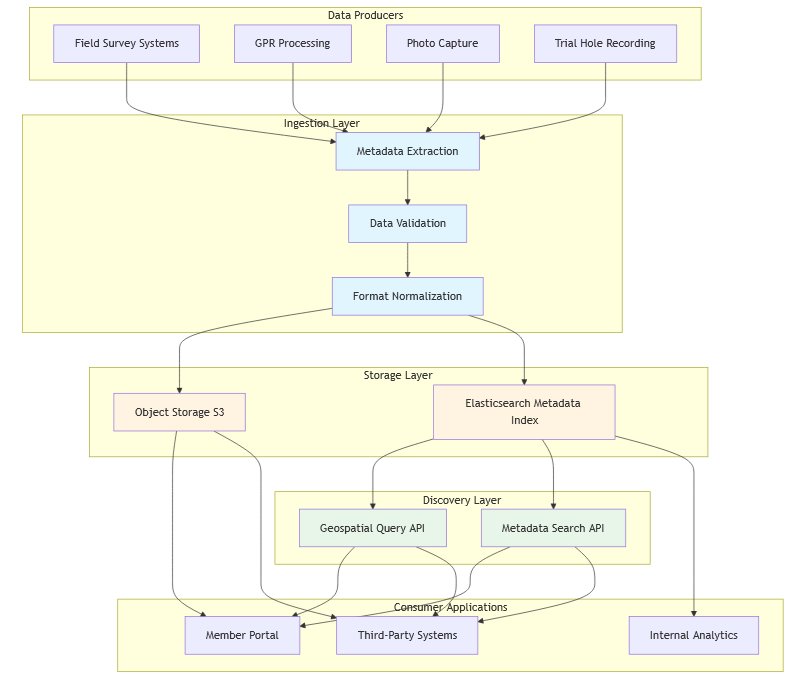 Data Producers
Field Survey Systems
GPR Processing
Photo Capture
Trial Hole Recording
Ingestion Layer
Metadata Extraction
Data Validation
Format Normalization
Storage Layer
Object Storage S3
Elasticsearch Metadata
Index
Discovery Layer
Geospatial Query API
Metadata Search API
Consumer Applications
Member Portal
Third-Party Systems
Internal Analytics